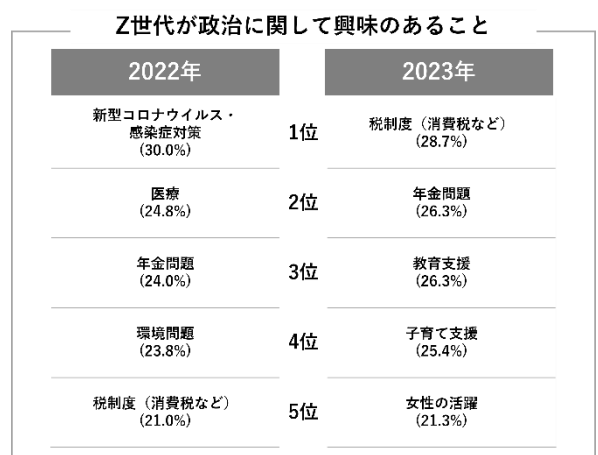 Z世代が政治に関して興味のあること
2022年
2023年
新型コロナウイルス・
感染症対策
(30.0%)
1位
税制度（消費税など）
(28.7%)
医療
(24.8%)
2位
年金問題
(26.3%)
年金問題
(24.0%)
3位
教育支援
(26.3%)
環境問題
(23.8%)
4位
子育て支援
(25.4%)
税制度（消費税など）
(21.0%)
5位
女性の活躍
(21.3%)